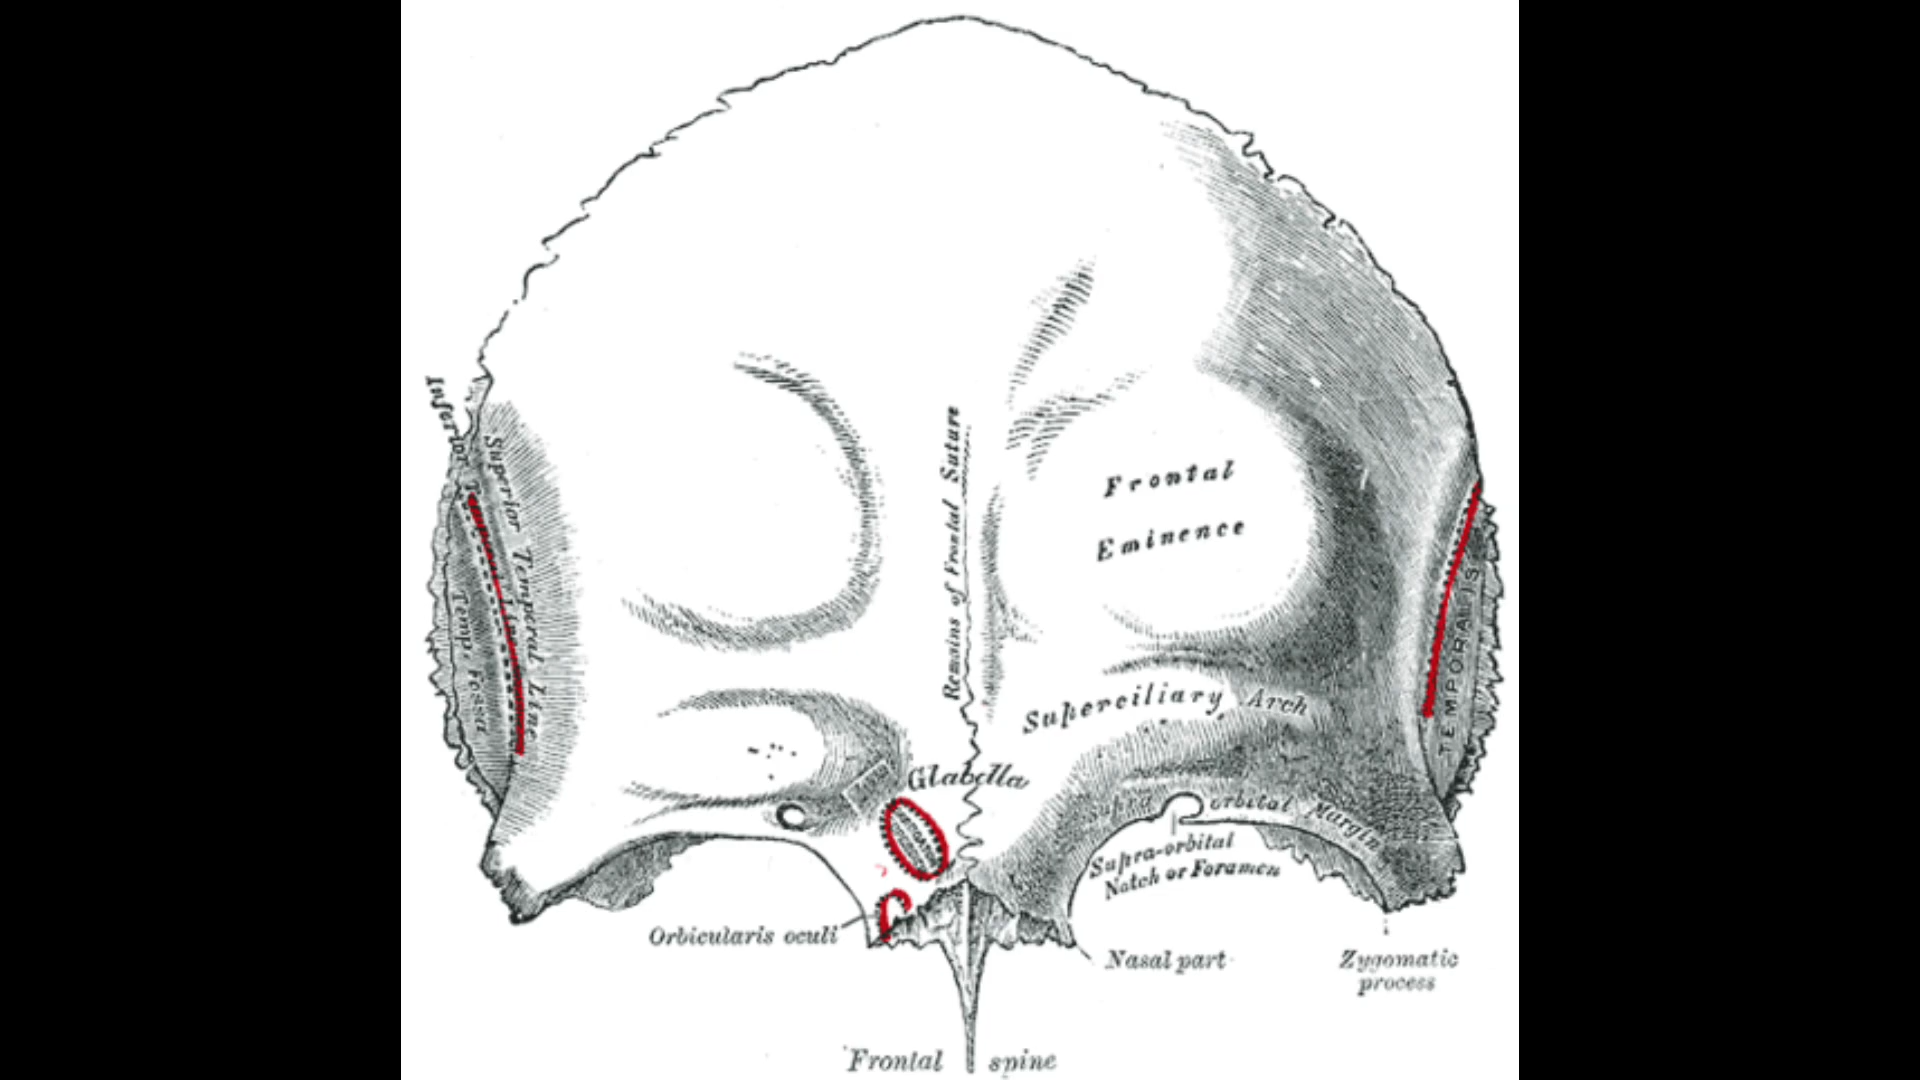 Inferior T
Superior Temporal Line
Temp. Fossa
Remains of Frontal Suture
Frontal
Eminence
TEMPORALIS
Superciliary Arch
Glabella
Supra orbital Margin
Supra-orbital
Notch or Foramen
Orbicularis oculi
Nasal part
Zygomatic
process
Frontal spine